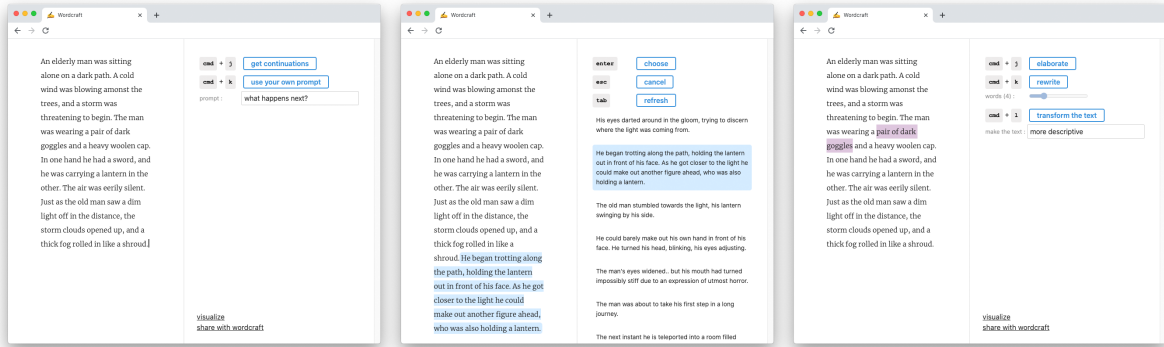 Wordcraft
An elderly man was sitting
alone on a dark path. A cold
wind was blowing amonst the
trees, and a storm was
threatening to begin. The man
was wearing a pair of dark
goggles and a heavy woolen cap.
In one hand he had a sword, and
he was carrying a lantern in the
other. The air was eerily silent.
Just as the old man saw a dim
light off in the distance, the
storm clouds opened up, and a
thick fog rolled in like a shroud.
cmd + j get continuations
cmd + k use your own prompt
prompt : what happens next?
visualize
share with wordcraft
Wordcraft
An elderly man was sitting
alone on a dark path. A cold
wind was blowing amonst the
trees, and a storm was
threatening to begin. The man
was wearing a pair of dark
goggles and a heavy woolen cap.
In one hand he had a sword, and
he was carrying a lantern in the
other. The air was eerily silent.
Just as the old man saw a dim
light off in the distance, the
storm clouds opened up, and a
thick fog rolled in like a
shroud. He began trotting along
the path, holding the lantern
out in front of his face. As he got
closer to the light he could
make out another figure ahead,
who was also holding a lantern.
enter choose
esc cancel
tab refresh
His eyes darted around in the gloom, trying to discern
where the light was coming from.
He began trotting along the path, holding the lantern
out in front of his face. As he got closer to the light he
could make out another figure ahead, who was also
holding a lantern.
The old man stumbled towards the light, his lantern
swinging by his side.
He could barely make out his own hand in front of his
face. He turned his head, blinking, his eyes adjusting.
The man's eyes widened.. but his mouth had turned
impossibly stiff due to an expression of utmost horror.
The man was about to take his first step in a long
journey.
The next instant he is teleported into a room filled
Wordcraft
An elderly man was sitting
alone on a dark path. A cold
wind was blowing amonst the
trees, and a storm was
threatening to begin. The man
was wearing a pair of dark
goggles and a heavy woolen cap.
In one hand he had a sword, and
he was carrying a lantern in the
other. The air was eerily silent.
Just as the old man saw a dim
light off in the distance, the
storm clouds opened up, and a
thick fog rolled in like a shroud.
cmd + j elaborate
cmd + k rewrite
words (4) :
cmd + l transform the text
make the text : more descriptive
visualize
share with wordcraft